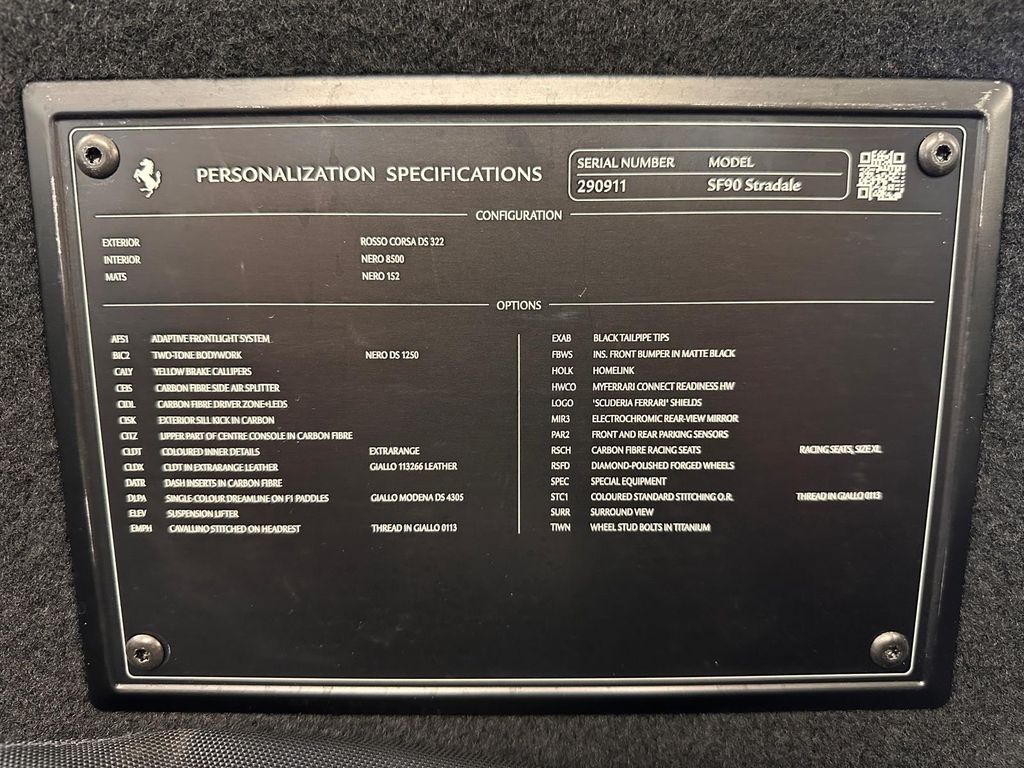 PERSONALIZATION SPECIFICATIONS
SERIAL NUMBER MODEL
290911 SF90 Stradale
CONFIGURATION
EXTERIOR ROSSO CORSA DS 322
INTERIOR NERO 8500
MATS NERO 152
OPTIONS
AFS1 ADAPTIVE FRONTLIGHT SYSTEM
BIC2 TWO-TONE BODYWORK NERO DS 1250
CALY YELLOW BRAKE CALLIPERS
CEIS CARBON FIBRE SIDE AIR SPLITTER
CIDL CARBON FIBRE DRIVER ZONE+LEDS
CISK EXTERIOR SILL KICK IN CARBON
CITZ UPPER PART OF CENTRE CONSOLE IN CARBON FIBRE
CLDT COLOURED INNER DETAILS EXTRARANGE
CLDX CLDT IN EXTRARANGE LEATHER GIALLO 113266 LEATHER
DATR DASH INSERTS IN CARBON FIBRE
DLPA SINGLE-COLOUR DREAMLINE ON F1 PADDLES GIALLO MODENA DS 4305
ELEV SUSPENSION LIFTER
EMPH CAVALLINO STITCHED ON HEADREST THREAD IN GIALLO 0113
EXAB BLACK TAILPIPE TIPS
FBWS INS. FRONT BUMPER IN MATTE BLACK
HOLK HOMELINK
HWCO MYFERRARI CONNECT READINESS HW
LOGO 'SCUDERIA FERRARI' SHIELDS
MIR3 ELECTROCHROMIC REAR-VIEW MIRROR
PAR2 FRONT AND REAR PARKING SENSORS
RSCH CARBON FIBRE RACING SEATS RACING SEATS, SIZE XL
RSFD DIAMOND-POLISHED FORGED WHEELS
SPEC SPECIAL EQUIPMENT
STC1 COLOURED STANDARD STITCHING O.R. THREAD IN GIALLO 0113
SURR SURROUND VIEW
TIWN WHEEL STUD BOLTS IN TITANIUM